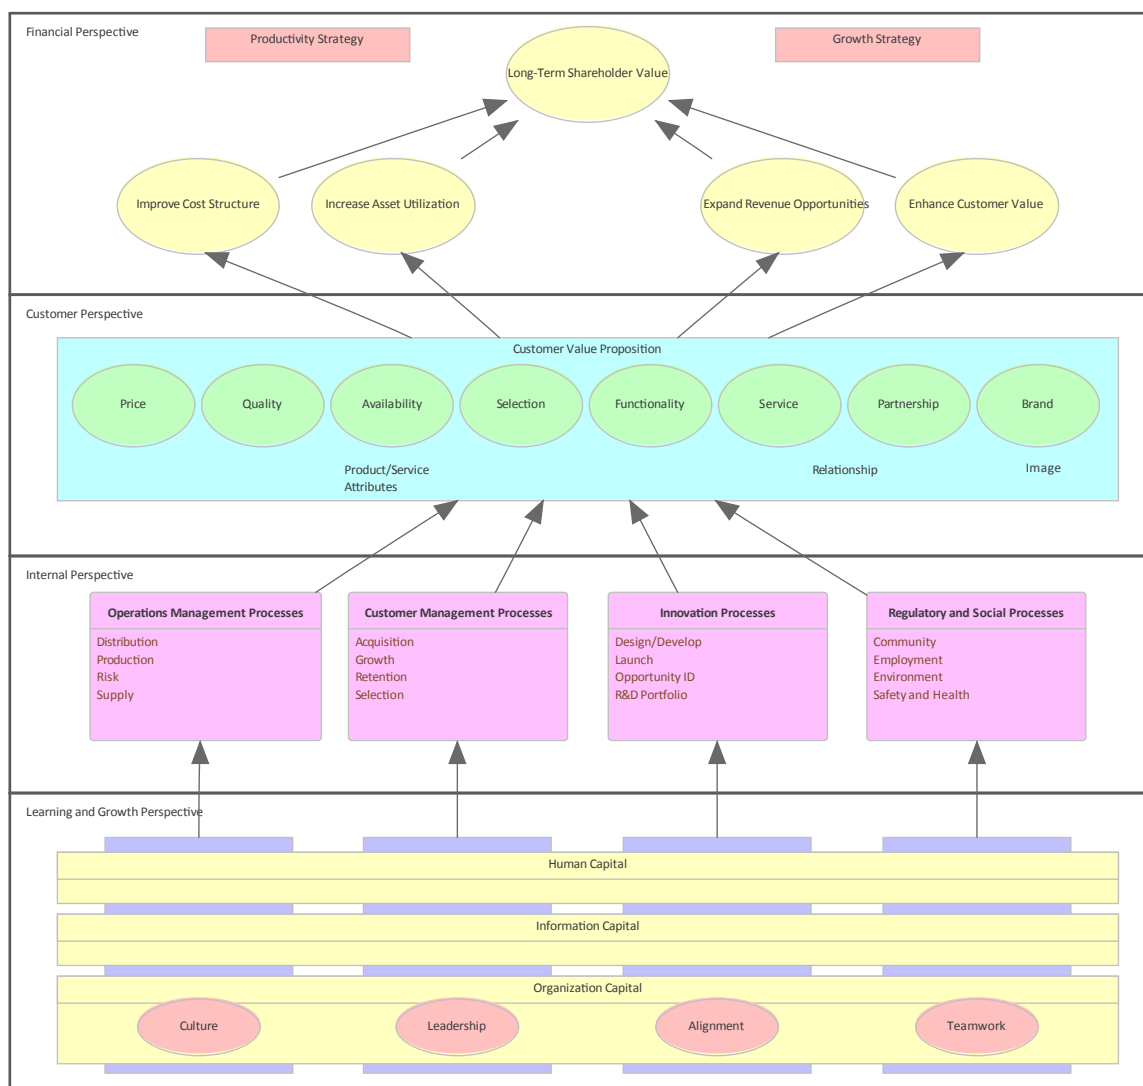 Financial Perspective
Productivity Strategy
Growth Strategy
Long-Term Shareholder Value
Improve Cost Structure
Increase Asset Utilization
Expand Revenue Opportunities
Enhance Customer Value
Customer Perspective
Customer Value Proposition
Price
Quality
Availability
Selection
Functionality
Service
Partnership
Brand
Product/Service
Attributes
Relationship
Image
Internal Perspective
Operations Management Processes
Distribution
Production
Risk
Supply
Customer Management Processes
Acquisition
Growth
Retention
Selection
Innovation Processes
Design/Develop
Launch
Opportunity ID
R&D Portfolio
Regulatory and Social Processes
Community
Employment
Environment
Safety and Health
Learning and Growth Perspective
Human Capital
Information Capital
Organization Capital
Culture
Leadership
Alignment
Teamwork